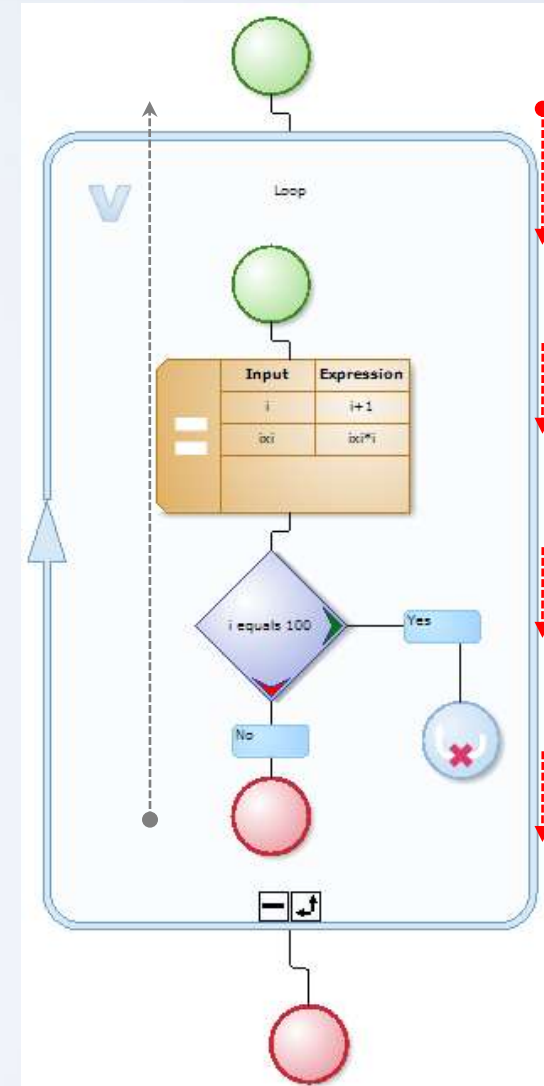 Loop
Input Expression
i i+1
ixi ixi*i
i equals 100
Yes
No